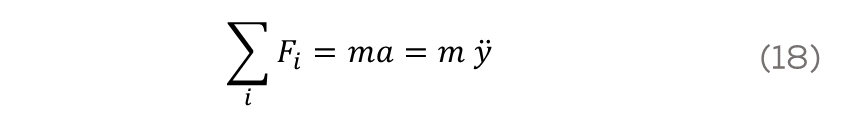 ∑ᵢ Fᵢ = ma = m ÿ (18)